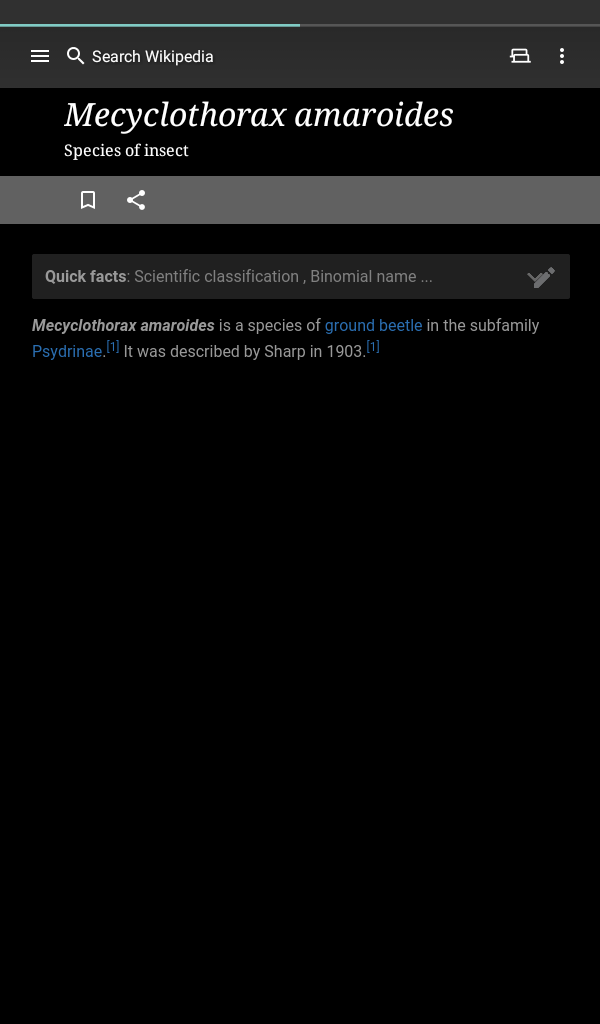 Search Wikipedia
Mecyclothorax amaroides
Species of insect
Quick facts: Scientific classification , Binomial name ...
Mecyclothorax amaroides is a species of ground beetle in the subfamily
Psydrinae.[1] It was described by Sharp in 1903.[1]